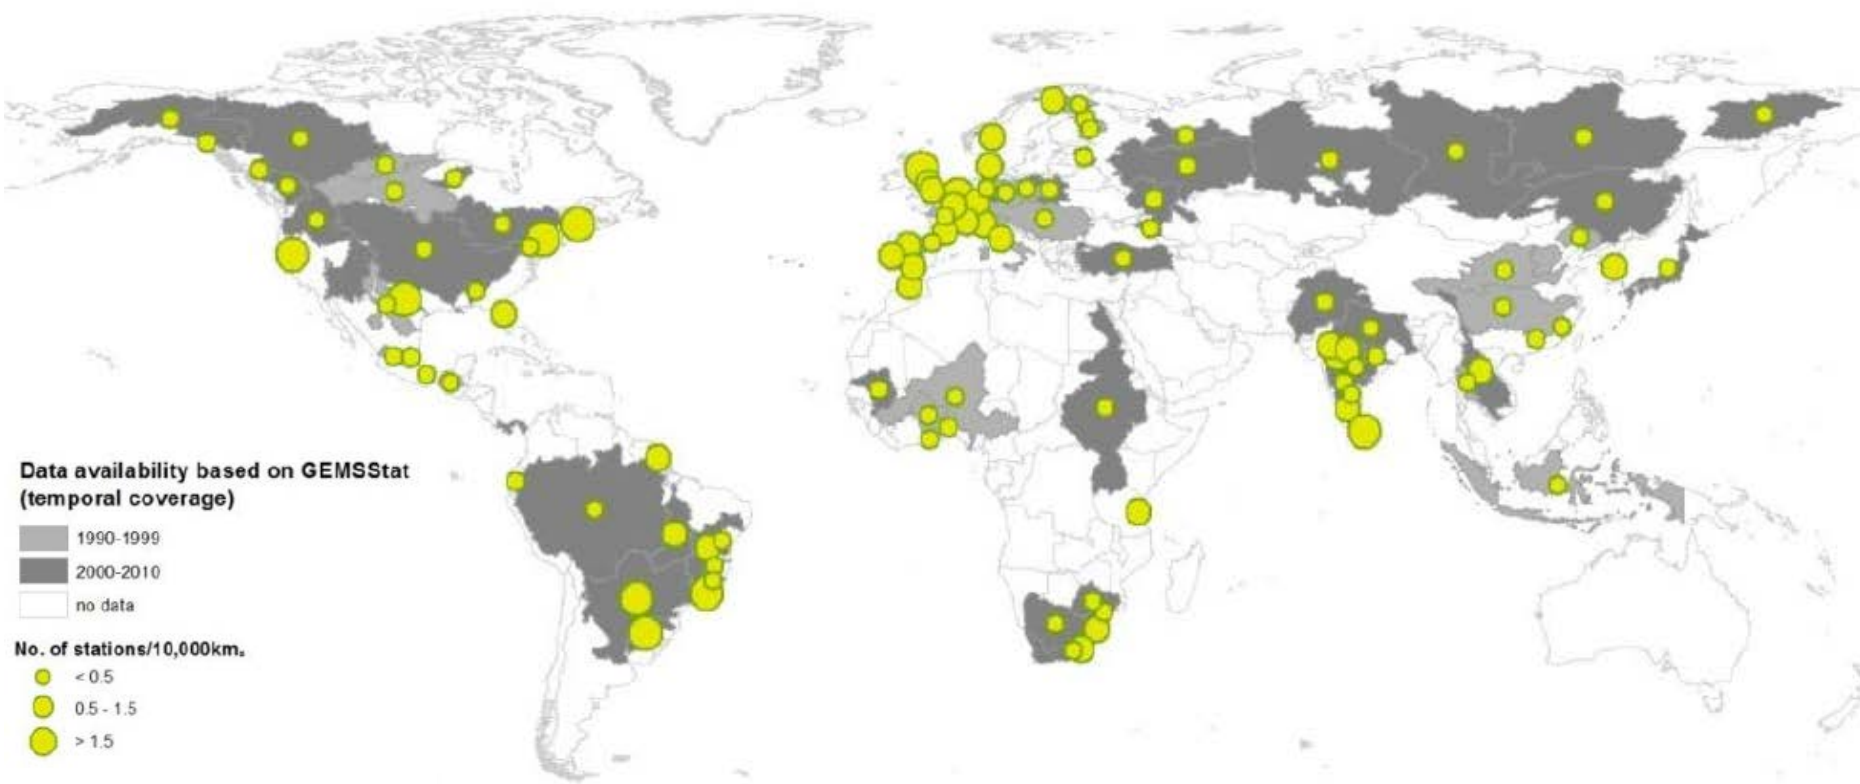 Data availability based on GEMSStat
(temporal coverage)
1990-1999
2000-2010
no data
No. of stations/10,000km₂
< 0.5
0.5 - 1.5
> 1.5